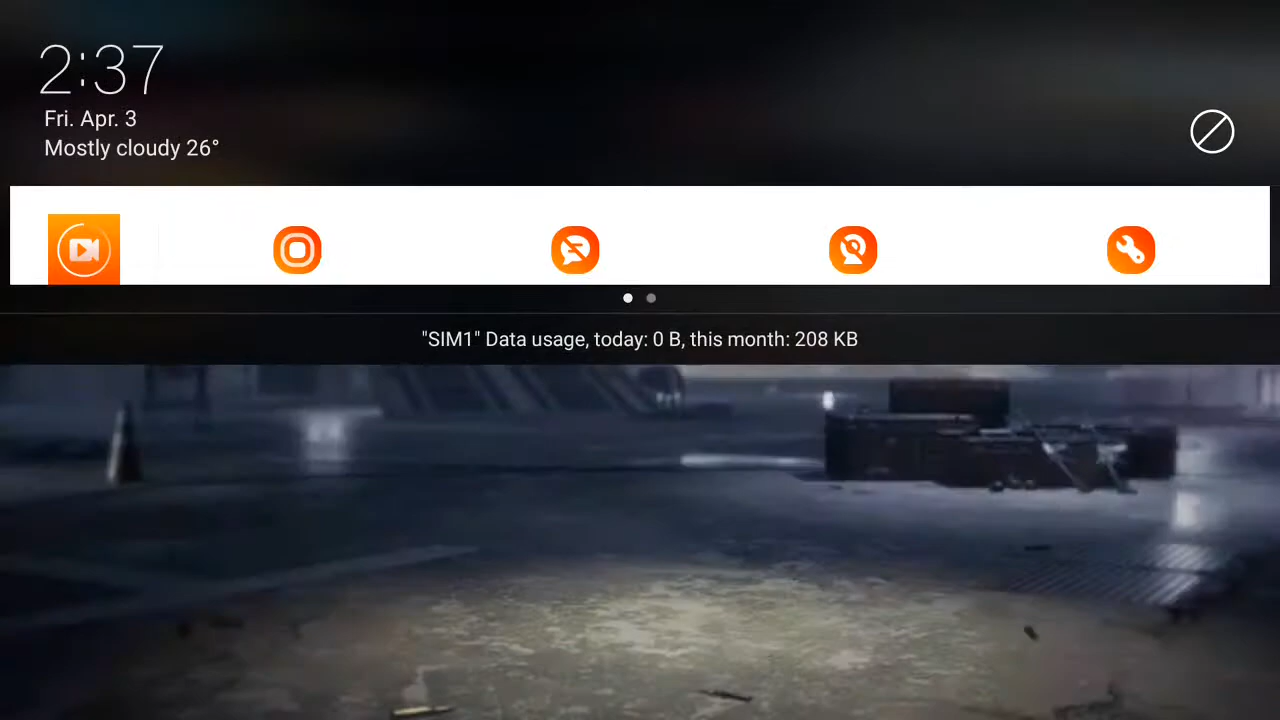 2:37
Fri. Apr. 3
Mostly cloudy 26°
"SIM1" Data usage, today: 0 B, this month: 208 KB